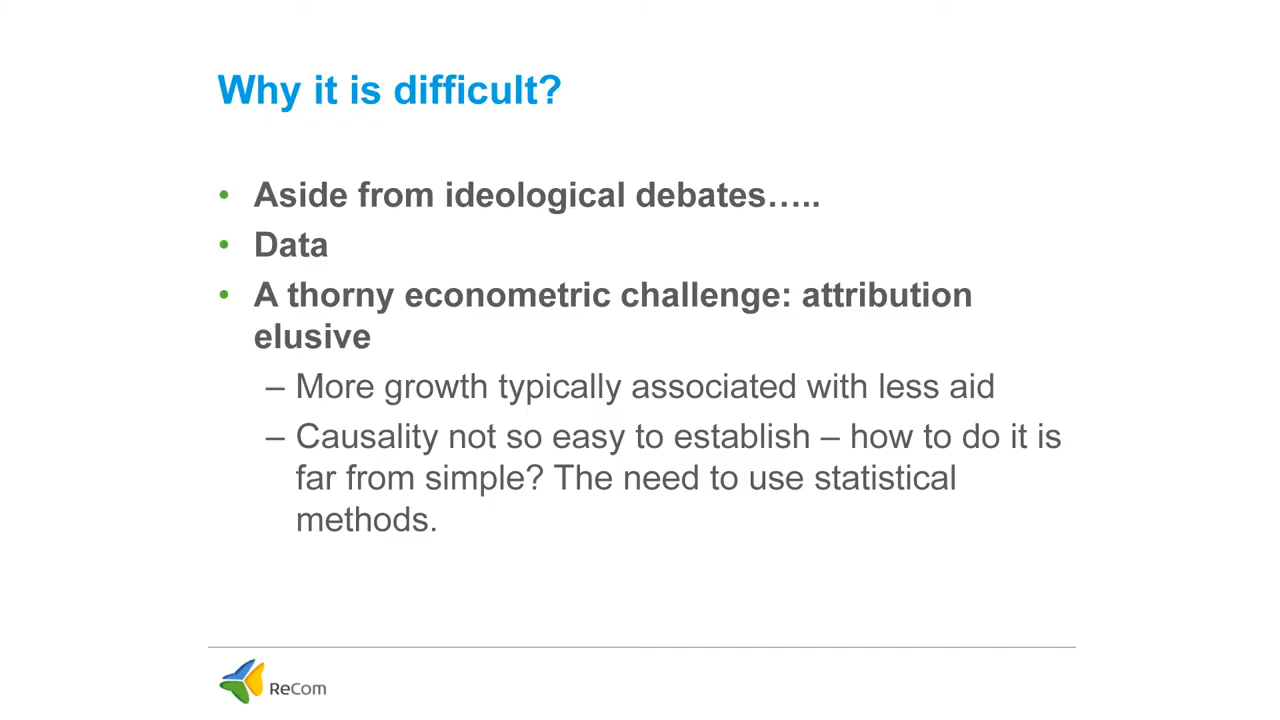 Why it is difficult?
• Aside from ideological debates…..
• Data
• A thorny econometric challenge: attribution
elusive
– More growth typically associated with less aid
– Causality not so easy to establish – how to do it is
far from simple? The need to use statistical
methods.
ReCom